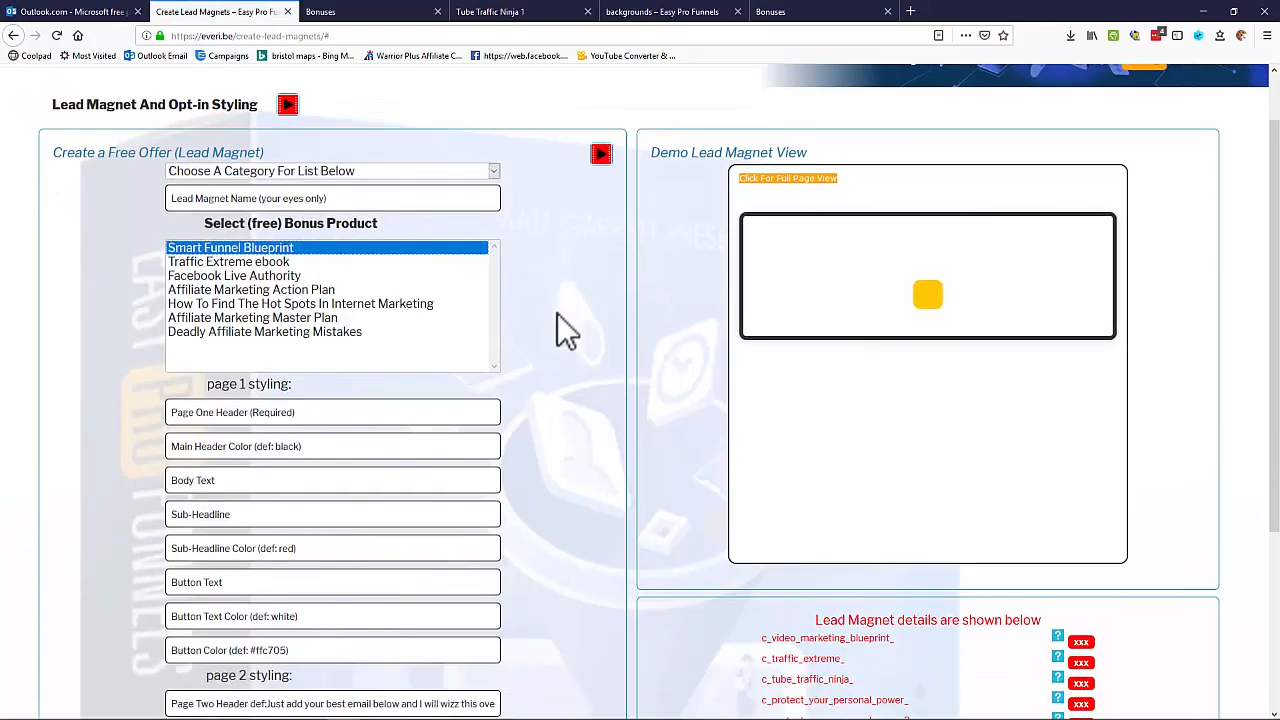 Outlook.com - Microsoft free p
Create Lead Magnets – Easy Pro Fu
Bonuses
Tube Traffic Ninja 1
backgrounds – Easy Pro Funnels
Bonuses
https://everi.be/create-lead-magnets/#
Coolpad
Most Visited
Outlook Email
Campaigns
bristol maps - Bing M...
Warrior Plus Affiliate C...
https://web.facebook....
YouTube Converter & ...
Lead Magnet And Opt-in Styling
Create a Free Offer (Lead Magnet)
Demo Lead Magnet View
Choose A Category For List Below
Click For Full Page View
Lead Magnet Name (your eyes only)
Select (free) Bonus Product
Smart Funnel Blueprint
Traffic Extreme ebook
Facebook Live Authority
Affiliate Marketing Action Plan
How To Find The Hot Spots In Internet Marketing
Affiliate Marketing Master Plan
Deadly Affiliate Marketing Mistakes
page 1 styling:
Page One Header (Required)
Main Header Color (def: black)
Body Text
Sub-Headline
Sub-Headline Color (def: red)
Button Text
Button Text Color (def: white)
Button Color (def: #ffc705)
page 2 styling:
Page Two Header def:Just add your best email below and I will wizz this ove
Lead Magnet details are shown below
c_video_marketing_blueprint_ ? xxx
c_traffic_extreme_ ? xxx
c_tube_traffic_ninja_ ? xxx
c_protect_your_personal_power_ ? xxx